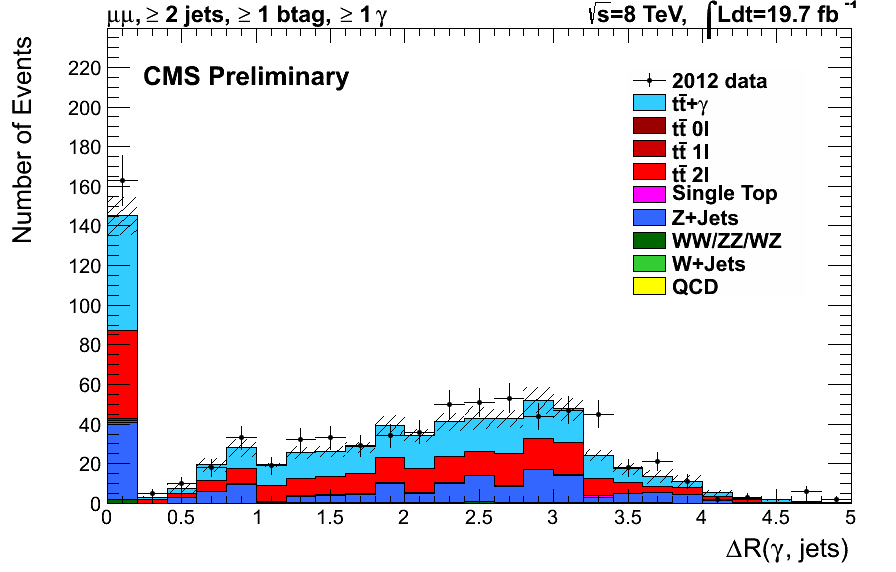 μμ, ≥ 2 jets, ≥ 1 btag, ≥ 1 γ
√s=8 TeV, ∫Ldt=19.7 fb⁻¹
CMS Preliminary
2012 data
tt̄+γ
tt̄ 0l
tt̄ 1l
tt̄ 2l
Single Top
Z+Jets
WW/ZZ/WZ
W+Jets
QCD
Number of Events
220
200
180
160
140
120
100
80
60
40
20
0
0 0.5 1 1.5 2 2.5 3 3.5 4 4.5 5
ΔR(γ, jets)